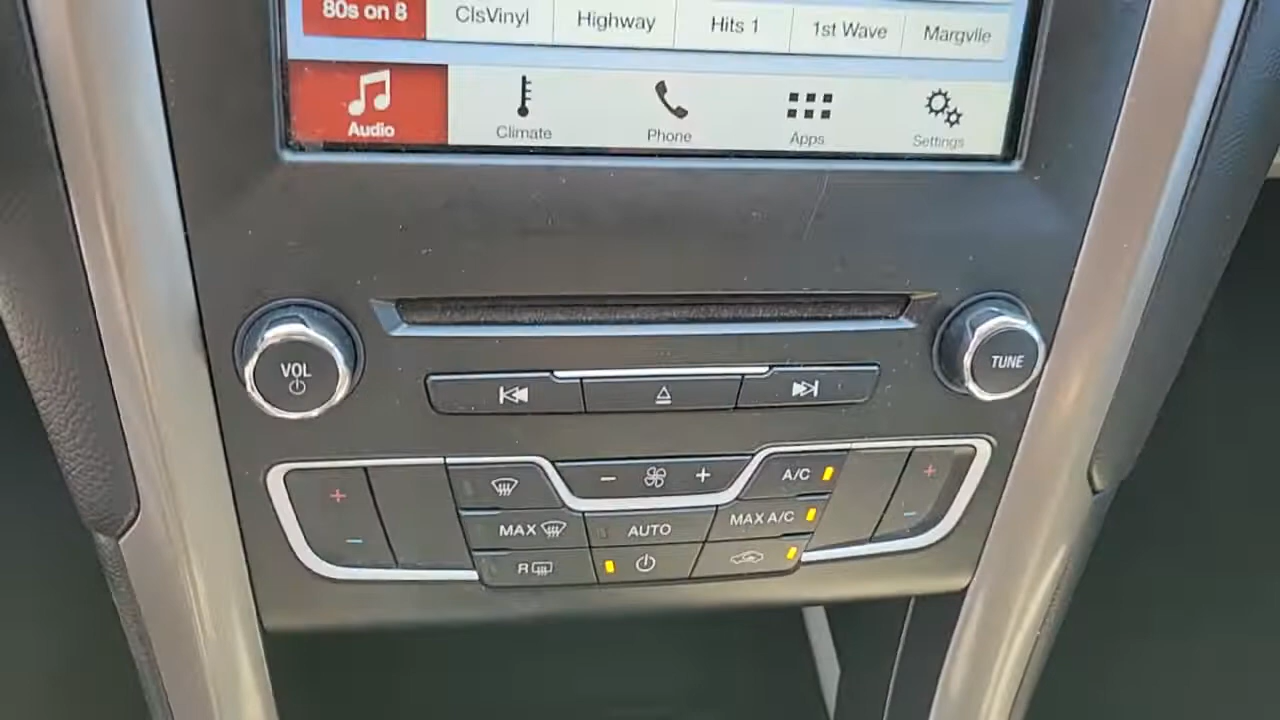 80s on 8 ClsVinyl Highway Hits 1 1st Wave Margvlle
Audio Climate Phone Apps Settings
VOL
TUNE
- +
A/C
+ +
- -
MAX AUTO MAX A/C
R